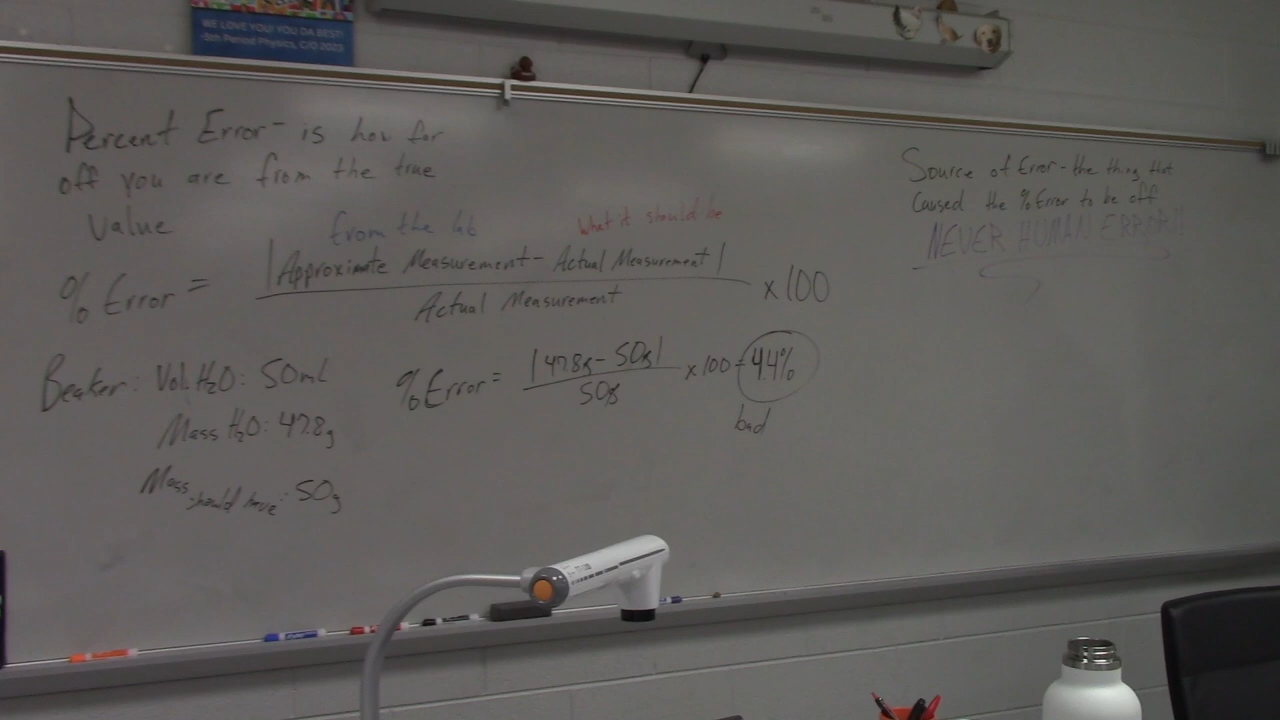 WE LOVE YOU! YOU DA BEST!
-5th Period Physics, C/O 2023
Percent Error - is how far
off you are from the true
value
from the lab
What it should be
% Error = |Approximate Measurement - Actual Measurement| / Actual Measurement x100
Beaker: Vol. H₂O: 50mL
Mass H₂O: 47.8g
Mass should have: 50g
% Error = |47.8g - 50g| / 50g x100 = 4.4%
bad
Source of Error - the thing that
caused the % Error to be off
NEVER HUMAN ERROR!!